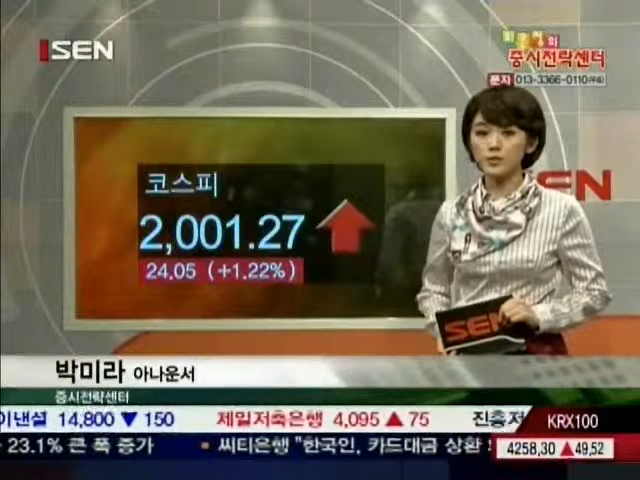 SEN
의
증시전략센터
문자 013-3366-0110
코스피
2,001.27
24.05 (+1.22%)
SEN
SEN
박미라 아나운서
증시전략센터
이낸셜 14,800 ▼ 150 제일저축은행 4,095 ▲ 75 진흥저
KRX100
23.1% 큰 폭 증가 씨티은행 "한국인, 카드대금 상환
4258,30 ▲49,52